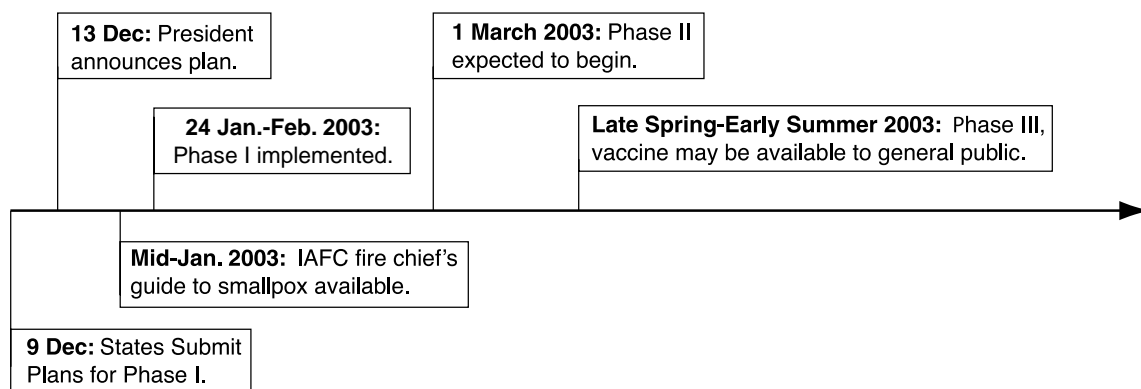 13 Dec: President
announces plan.
1 March 2003: Phase II
expected to begin.
24 Jan.-Feb. 2003:
Phase I implemented.
Late Spring-Early Summer 2003: Phase III,
vaccine may be available to general public.
Mid-Jan. 2003: IAFC fire chief's
guide to smallpox available.
9 Dec: States Submit
Plans for Phase I.